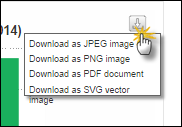 014)
Download as JPEG image
Download as PNG image
Download as PDF document
Download as SVG vector
image